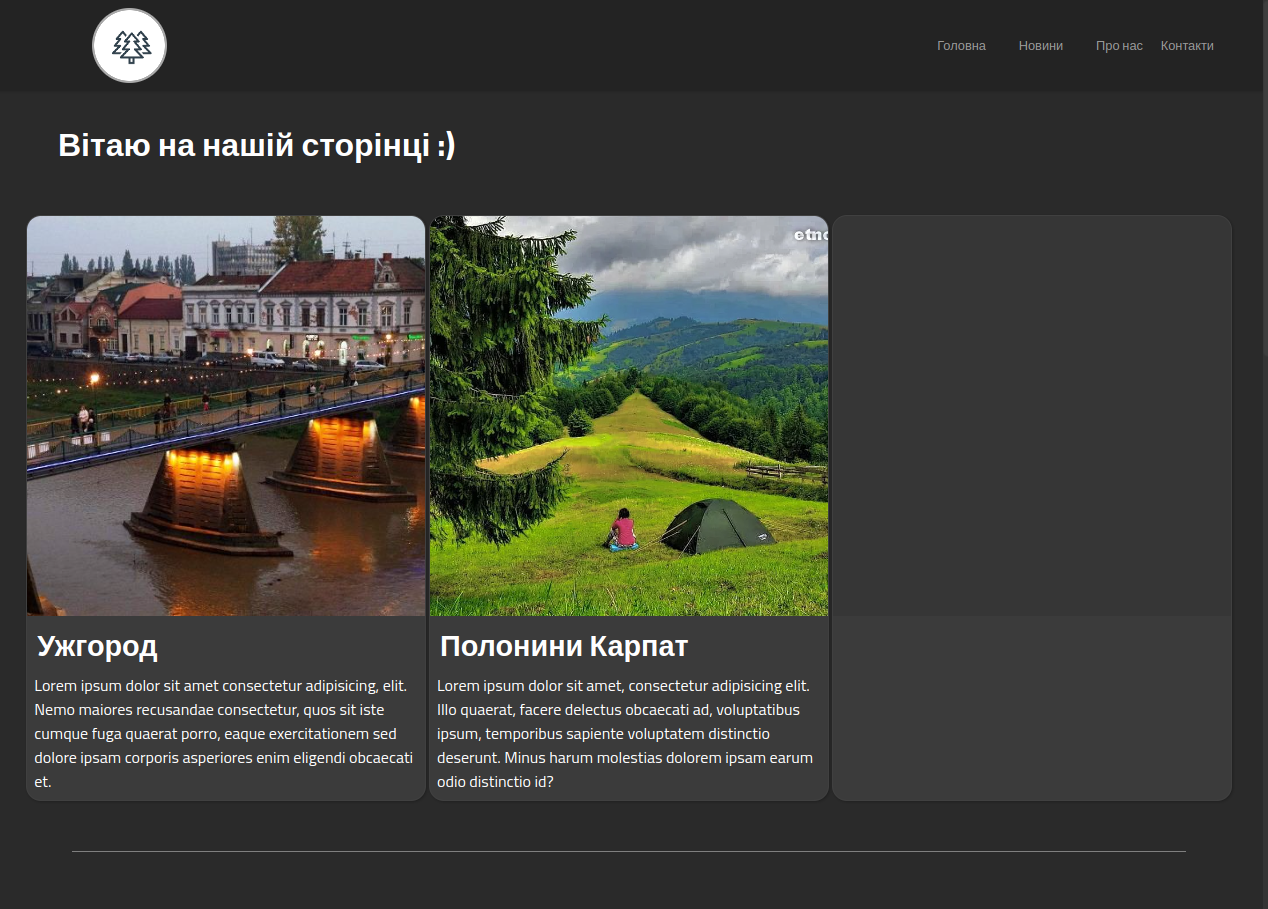 Головна Новини Про нас Контакти
Вітаю на нашій сторінці :)
etno
Ужгород
Lorem ipsum dolor sit amet consectetur adipisicing, elit.
Nemo maiores recusandae consectetur, quos sit iste
cumque fuga quaerat porro, eaque exercitationem sed
dolore ipsam corporis asperiores enim eligendi obcaecati
et.
Полонини Карпат
Lorem ipsum dolor sit amet, consectetur adipisicing elit.
Illo quaerat, facere delectus obcaecati ad, voluptatibus
ipsum, temporibus sapiente voluptatem distinctio
deserunt. Minus harum molestias dolorem ipsam earum
odio distinctio id?